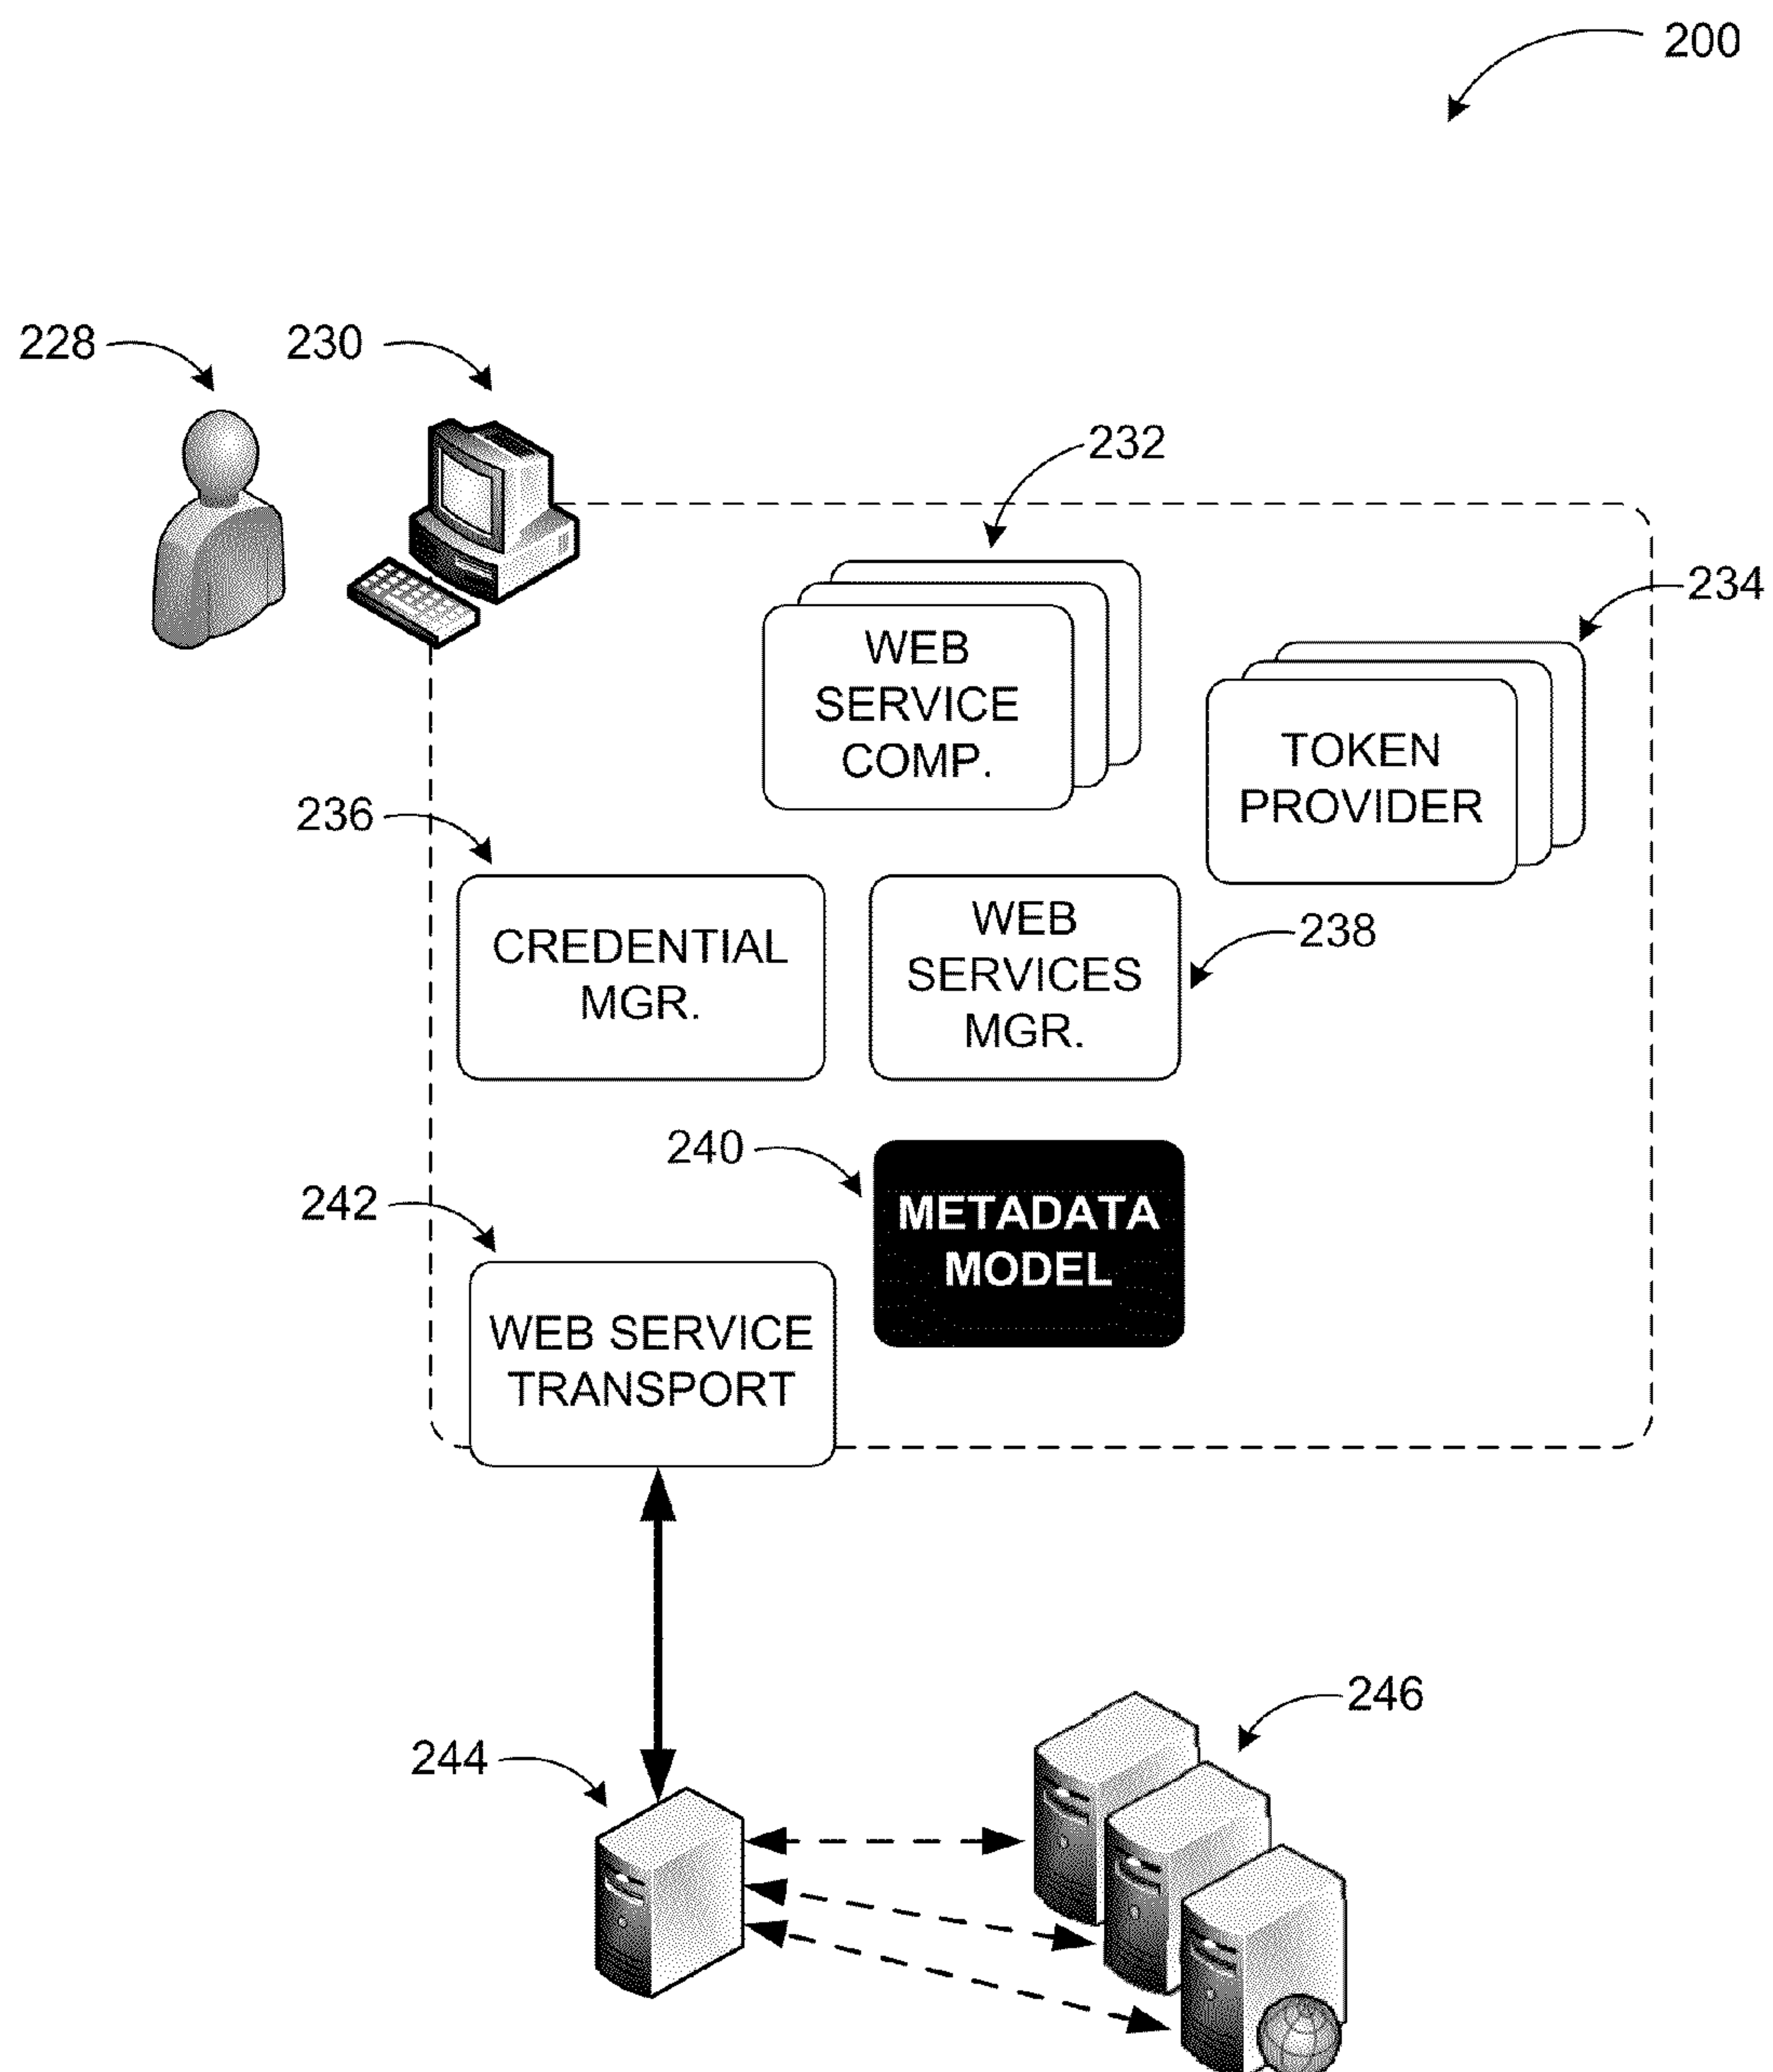 200
228
230
232
234
WEB
SERVICE
COMP.
TOKEN
PROVIDER
236
CREDENTIAL
MGR.
WEB
SERVICES
MGR.
238
240
METADATA
MODEL
242
WEB SERVICE
TRANSPORT
244
246